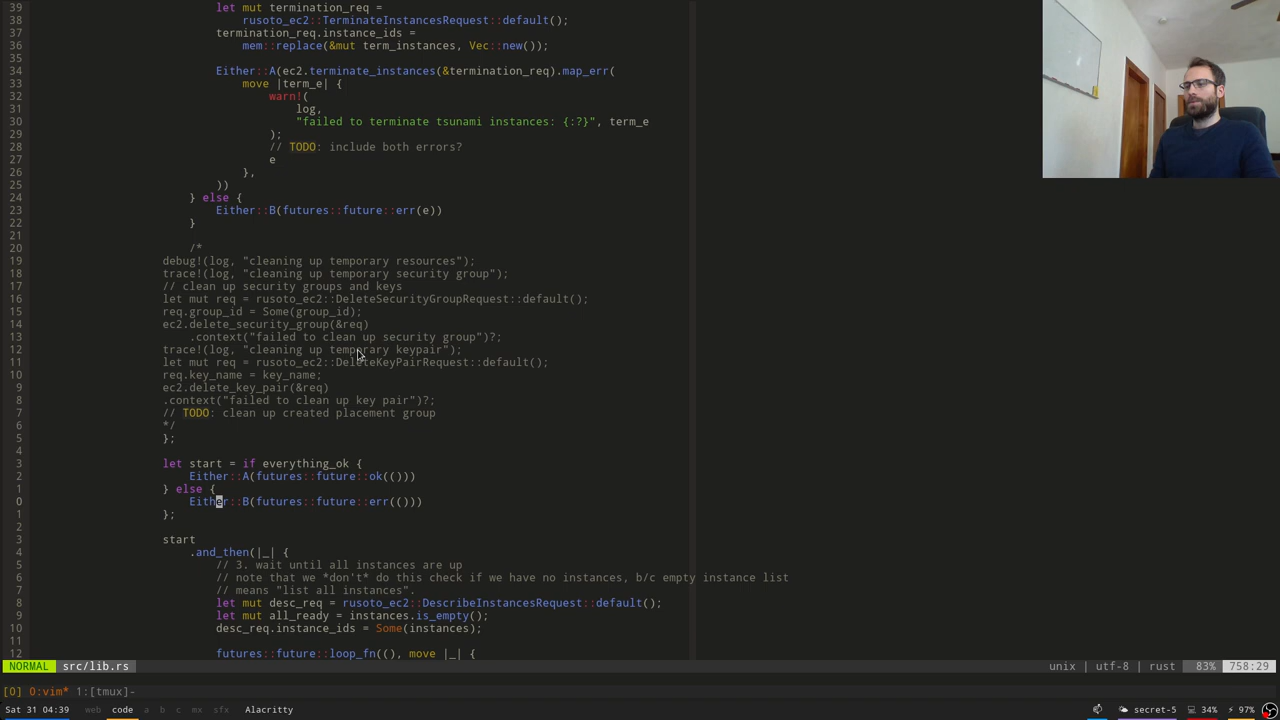 39 let mut termination_req =
38 rusoto_ec2::TerminateInstancesRequest::default();
37 termination_req.instance_ids =
36 mem::replace(&mut term_instances, Vec::new());
35
34 Either::A(ec2.terminate_instances(&termination_req).map_err(
33 move |term_e| {
32 warn!(
31 log,
30 "failed to terminate tsunami instances: {:?}", term_e
29 );
28 // TODO: include both errors?
27 e
26 },
25 ))
24 } else {
23 Either::B(futures::future::err(e))
22 }
21
20 /*
19 debug!(log, "cleaning up temporary resources");
18 trace!(log, "cleaning up temporary security group");
17 // clean up security groups and keys
16 let mut req = rusoto_ec2::DeleteSecurityGroupRequest::default();
15 req.group_id = Some(group_id);
14 ec2.delete_security_group(&req)
13 .context("failed to clean up security group")?;
12 trace!(log, "cleaning up temporary keypair");
11 let mut req = rusoto_ec2::DeleteKeyPairRequest::default();
10 req.key_name = key_name;
9 ec2.delete_key_pair(&req)
8 .context("failed to clean up key pair")?;
7 // TODO: clean up created placement group
6 */
5 };
4
3 let start = if everything_ok {
2 Either::A(futures::future::ok(()))
1 } else {
0 Either::B(futures::future::err(()))
1 };
2
3 start
4 .and_then(|_| {
5 // 3. wait until all instances are up
6 // note that we *don't* do this check if we have no instances, b/c empty instance list
7 // means "list all instances".
8 let mut desc_req = rusoto_ec2::DescribeInstancesRequest::default();
9 let mut all_ready = instances.is_empty();
10 desc_req.instance_ids = Some(instances);
11
12 futures::future::loop_fn((), move |_| {
NORMAL src/lib.rs unix | utf-8 | rust 83% 758:29
[0] 0:vim* 1:[tmux]-
Sat 31 04:39 web code a b c mx sfx Alacritty secret-5 34% 97%